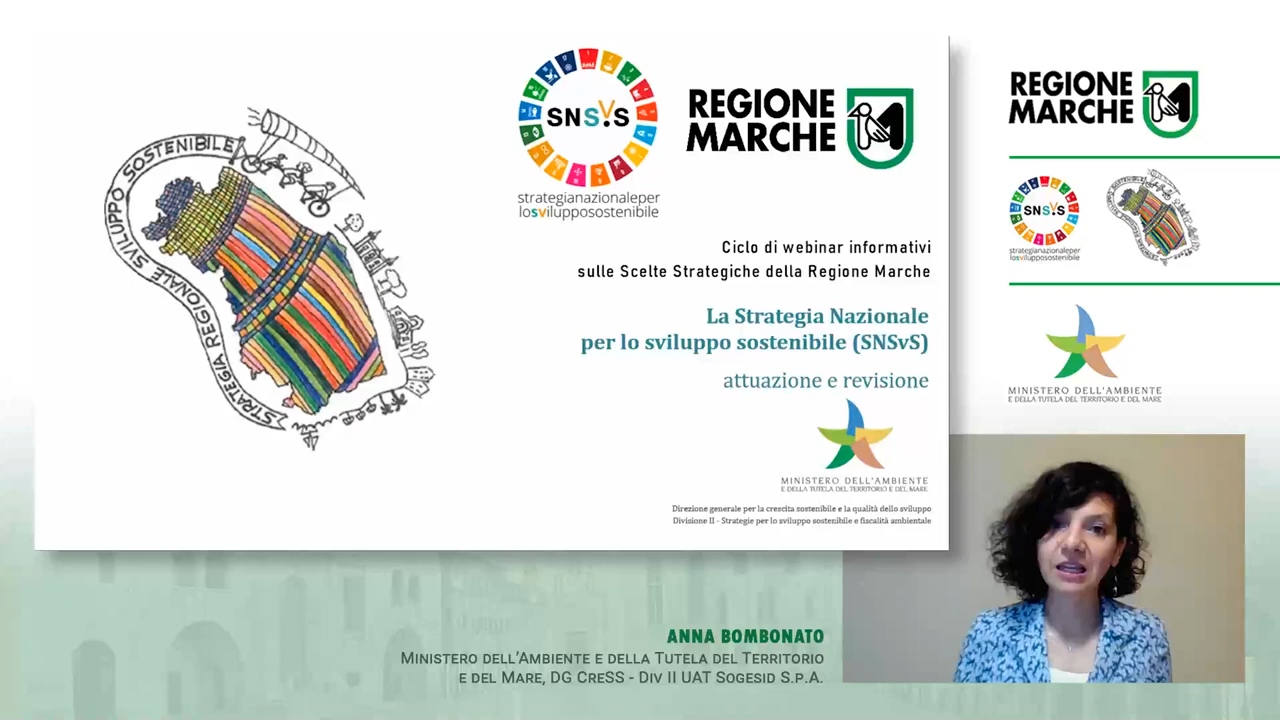 STRATEGIA REGIONALE SVILUPPO SOSTENIBILE
SNSvS
strategianazionaleper
losvilupposostenibile
REGIONE
MARCHE
Ciclo di webinar informativi
sulle Scelte Strategiche della Regione Marche
La Strategia Nazionale
per lo sviluppo sostenibile (SNSvS)
attuazione e revisione
MINISTERO DELL'AMBIENTE
E DELLA TUTELA DEL TERRITORIO E DEL MARE
Direzione generale per la crescita sostenibile e la qualità dello sviluppo
Divisione II - Strategie per lo sviluppo sostenibile e fiscalità ambientale
REGIONE
MARCHE
SNSvS
strategianazionaleper
losvilupposostenibile
STRATEGIA REGIONALE SVILUPPO SOSTENIBILE
MINISTERO DELL'AMBIENTE
E DELLA TUTELA DEL TERRITORIO E DEL MARE
ANNA BOMBONATO
MINISTERO DELL'AMBIENTE E DELLA TUTELA DEL TERRITORIO
E DEL MARE, DG CRESS - DIV II UAT SOGESID S.P.A.